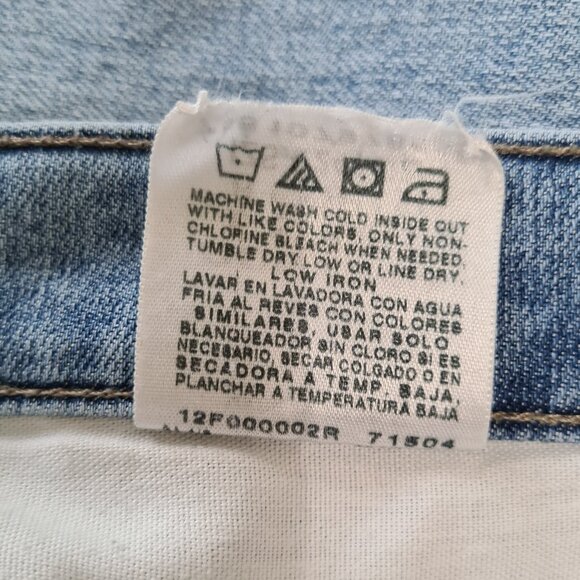 MACHINE WASH COLD INSIDE OUT
WITH LIKE COLORS. ONLY NON-
CHLORINE BLEACH WHEN NEEDED.
TUMBLE DRY LOW OR LINE DRY.
LOW IRON
LAVAR EN LAVADORA CON AGUA
FRIA AL REVES CON COLORES
SIMILARES, USAR SOLO
BLANQUEADOR SIN CLORO SI ES
NECESARIO, SECAR COLGADO O EN
SECADORA A TEMP. BAJA,
PLANCHAR A TEMPERATURA BAJA
12F000002R 71504